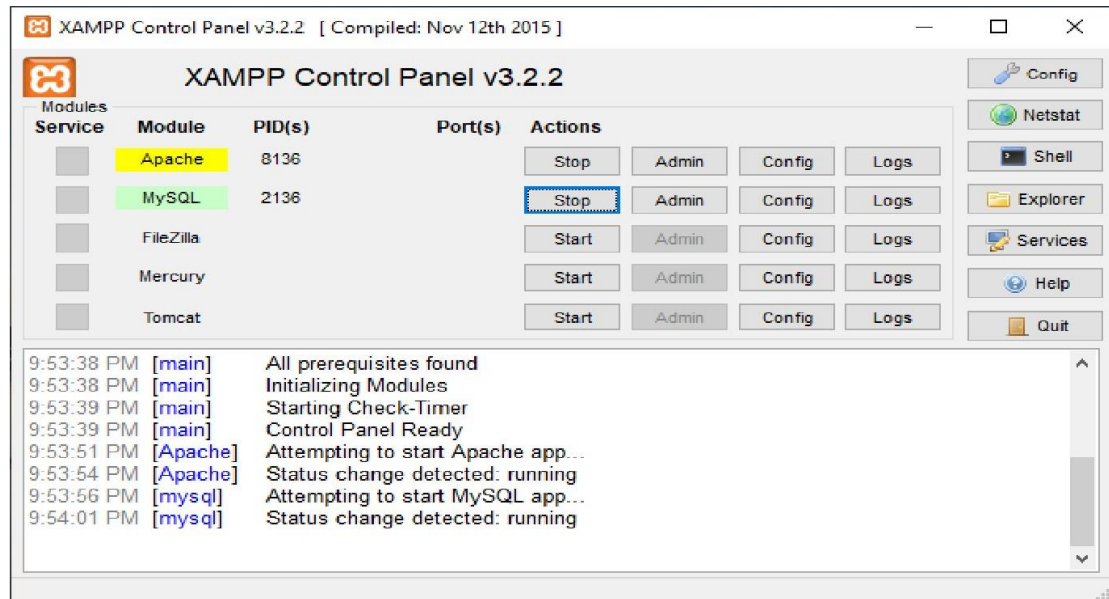 XAMPP Control Panel v3.2.2 [ Compiled: Nov 12th 2015 ]
XAMPP Control Panel v3.2.2
Config
Modules
Netstat
Service Module PID(s) Port(s) Actions
Apache 8136 Stop Admin Config Logs
Shell
MySQL 2136 Stop Admin Config Logs
Explorer
FileZilla Start Admin Config Logs
Services
Mercury Start Admin Config Logs
Help
Tomcat Start Admin Config Logs
Quit
9:53:38 PM [main] All prerequisites found
9:53:38 PM [main] Initializing Modules
9:53:39 PM [main] Starting Check-Timer
9:53:39 PM [main] Control Panel Ready
9:53:51 PM [Apache] Attempting to start Apache app...
9:53:54 PM [Apache] Status change detected: running
9:53:56 PM [mysql] Attempting to start MySQL app...
9:54:01 PM [mysql] Status change detected: running